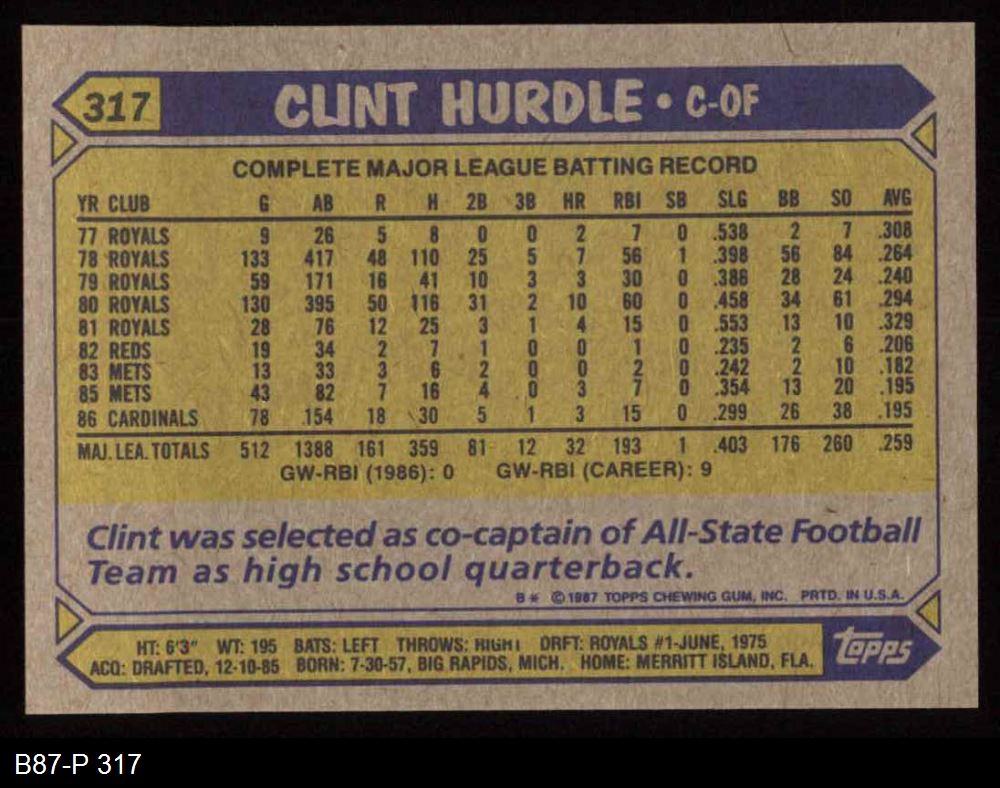 317 CLINT HURDLE • C-OF
COMPLETE MAJOR LEAGUE BATTING RECORD
YR CLUB G AB R H 2B 3B HR RBI SB SLG BB SO AVG
77 ROYALS 9 26 5 8 0 0 2 7 0 .538 2 7 .308
78 ROYALS 133 417 48 110 25 5 7 56 1 .398 56 84 .264
79 ROYALS 59 171 16 41 10 3 3 30 0 .386 28 24 .240
80 ROYALS 130 395 50 116 31 2 10 60 0 .458 34 61 .294
81 ROYALS 28 76 12 25 3 1 4 15 0 .553 13 10 .329
82 REDS 19 34 2 7 1 0 0 1 0 .235 2 6 .206
83 METS 13 33 3 6 2 0 0 2 0 .242 2 10 .182
85 METS 43 82 7 16 4 0 3 7 0 .354 13 20 .195
86 CARDINALS 78 154 18 30 5 1 3 15 0 .299 26 38 .195
MAJ. LEA. TOTALS 512 1388 161 359 81 12 32 193 1 .403 176 260 .259
GW-RBI (1986): 0 GW-RBI (CAREER): 9
Clint was selected as co-captain of All-State Football
Team as high school quarterback.
B* © 1987 TOPPS CHEWING GUM, INC. PRTD. IN U.S.A.
HT: 6'3" WT: 195 BATS: LEFT THROWS: RIGHT DRFT: ROYALS #1-JUNE, 1975
ACQ: DRAFTED, 12-10-85 BORN: 7-30-57, BIG RAPIDS, MICH. HOME: MERRITT ISLAND, FLA.
Topps
B87-P 317